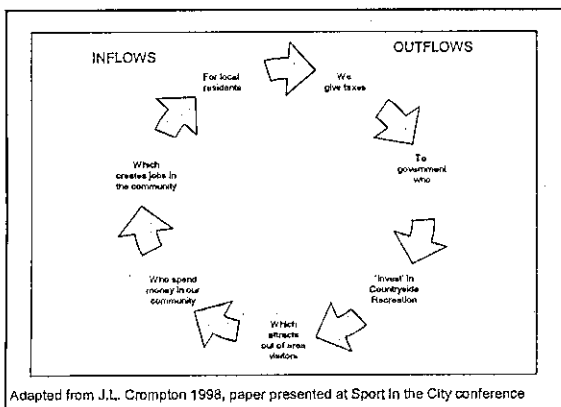 INFLOWS
OUTFLOWS
For local
residents
We
give taxes
To
government
who
'Invest' in
Countryside
Recreation
Which
attracts
out of area
visitors
Who spend
money in our
community
Which
creates jobs in
the community
Adapted from J.L. Crompton 1998, paper presented at Sport in the City conference